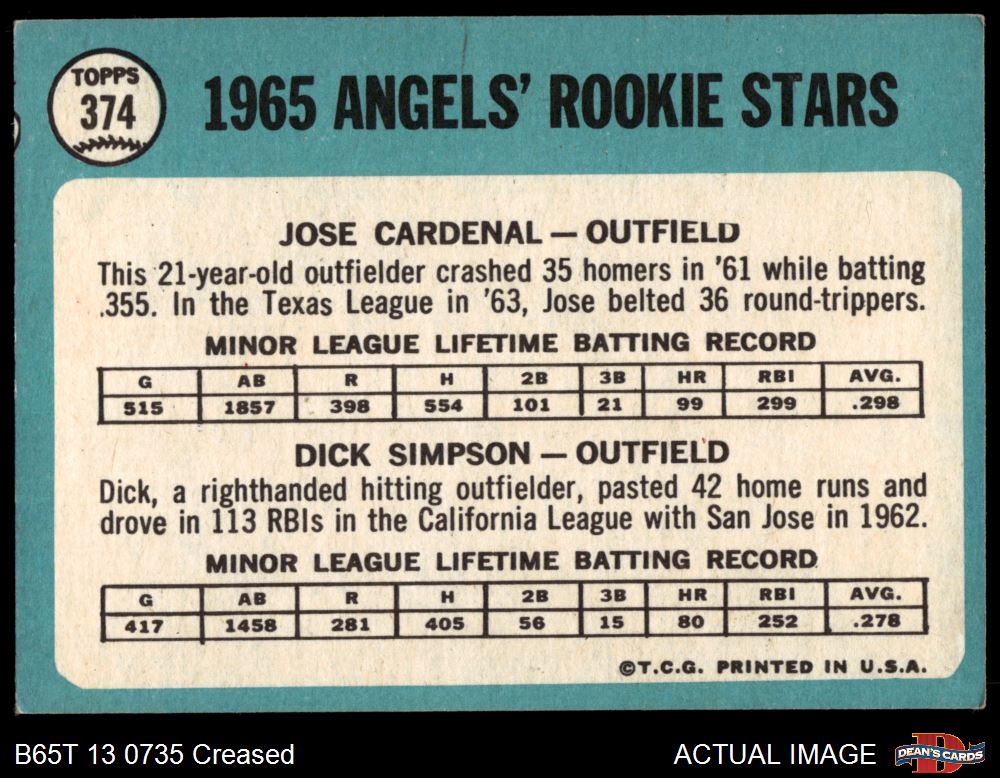 TOPPS
374
1965 ANGELS' ROOKIE STARS
JOSE CARDENAL — OUTFIELD
This 21-year-old outfielder crashed 35 homers in '61 while batting
.355. In the Texas League in '63, Jose belted 36 round-trippers.
MINOR LEAGUE LIFETIME BATTING RECORD
G AB R H 2B 3B HR RBI AVG.
515 1857 398 554 101 21 99 299 .298
DICK SIMPSON — OUTFIELD
Dick, a righthanded hitting outfielder, pasted 42 home runs and
drove in 113 RBIs in the California League with San Jose in 1962.
MINOR LEAGUE LIFETIME BATTING RECORD
G AB R H 2B 3B HR RBI AVG.
417 1458 281 405 56 15 80 252 .278
©T.C.G. PRINTED IN U.S.A.
B65T 13 0735 Creased
ACTUAL IMAGE
DEAN'S CARDS